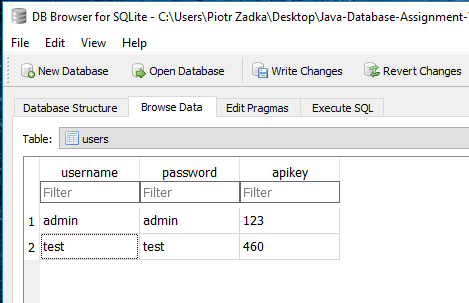 DB Browser for SQLite - C:\Users\Piotr Zadka\Desktop\Java-Database-Assignment-
File Edit View Help
New Database Open Database Write Changes Revert Changes
Database Structure Browse Data Edit Pragmas Execute SQL
Table: users
username password apikey
Filter Filter Filter
1 admin admin 123
2 test test 460